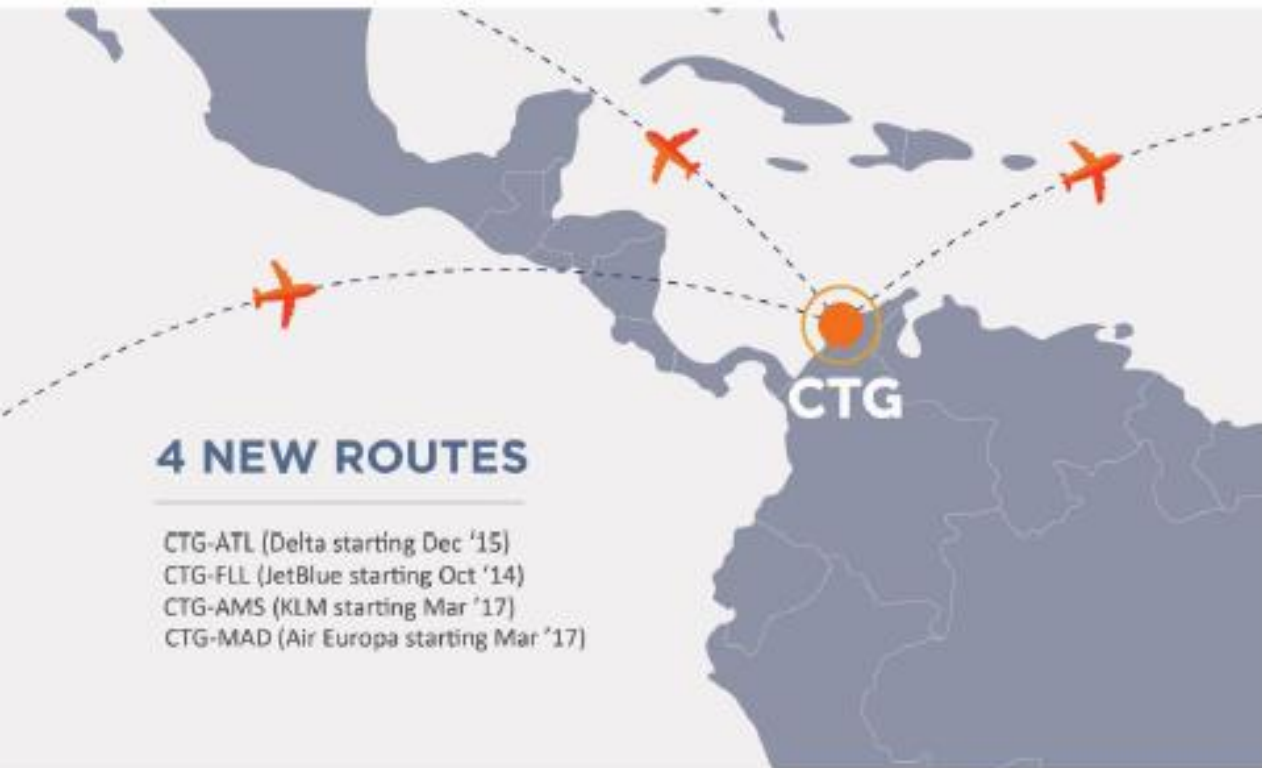 CTG
4 NEW ROUTES
CTG-ATL (Delta starting Dec ‘15)
CTG-FLL (JetBlue starting Oct ‘14)
CTG-AMS (KLM starting Mar ’17)
CTG-MAD (Air Europa starting Mar ’17)